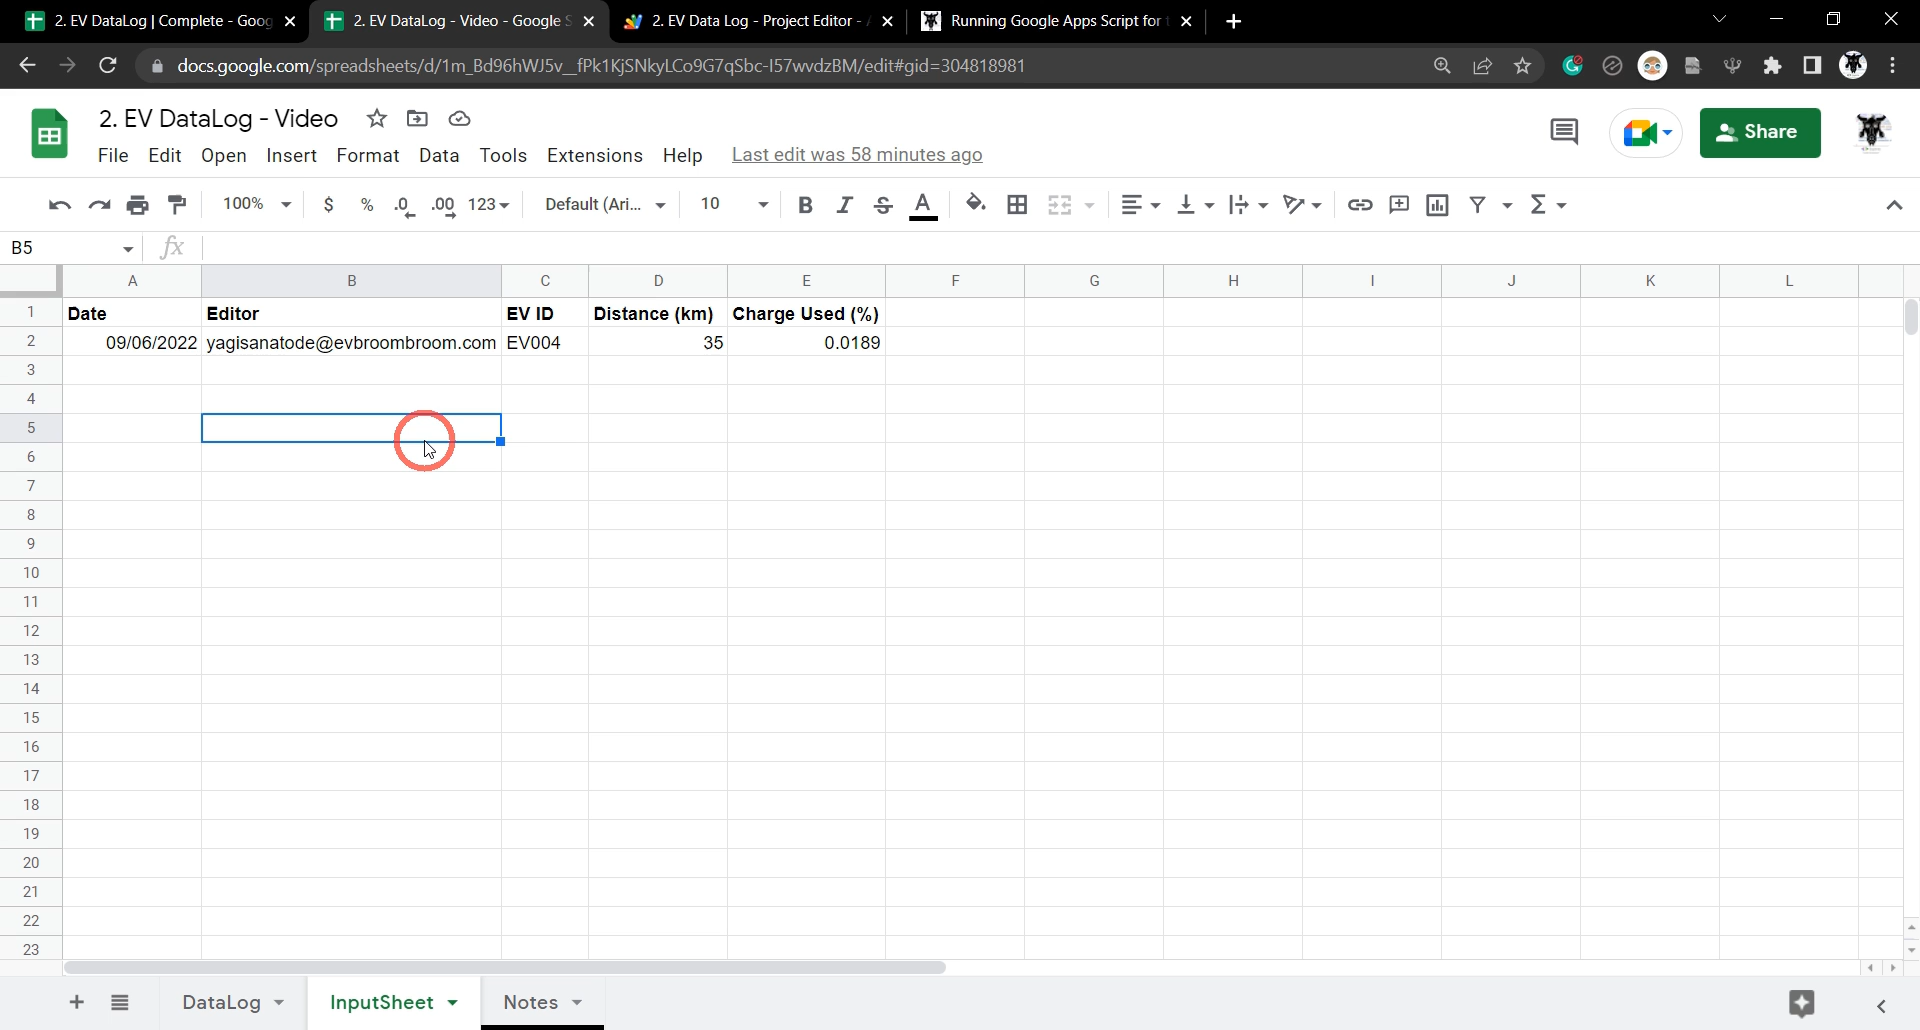 2. EV DataLog | Complete - Goog
2. EV DataLog - Video - Google S
2. EV Data Log - Project Editor -
Running Google Apps Script for
docs.google.com/spreadsheets/d/1m_Bd96hWJ5v__fPk1KjSNkyLCo9G7qSbc-I57wvdzBM/edit#gid=304818981
2. EV DataLog - Video
File Edit View Insert Format Data Tools Extensions Help Last edit was 58 minutes ago
Share
100% $ % .0 .00 123 Default (Ari... 10 B I S A Σ
B5 fx
A B C D E F G H I J K L
1 Date Editor EV ID Distance (km) Charge Used (%)
2 09/06/2022 yagisanatode@evbroombroom.com EV004 35 0.0189
3
4
5
6
7
8
9
10
11
12
13
14
15
16
17
18
19
20
21
22
23
DataLog InputSheet Notes